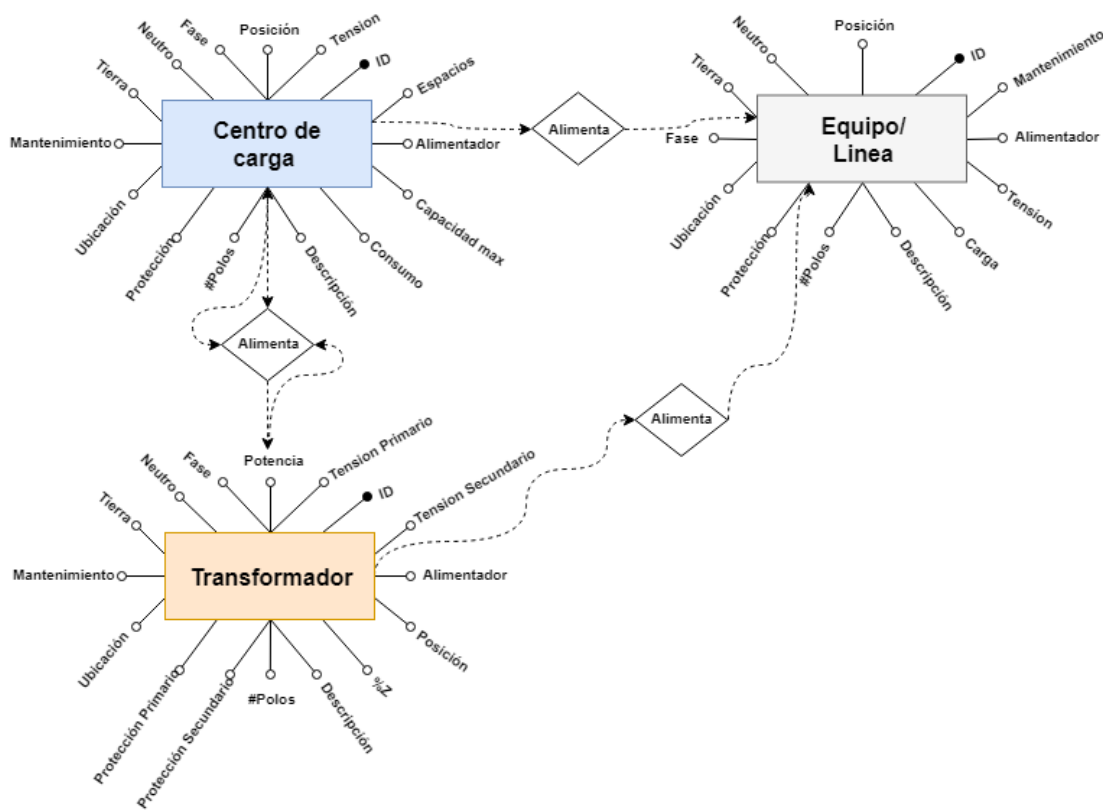 Posición
Fase
Tension
Neutro
ID
Tierra
Espacios
Mantenimiento
Centro de
carga
Alimentador
Ubicación
Capacidad max
Protección
#Polos
Descripción
Consumo
Alimenta
Posición
Neutro
ID
Tierra
Mantenimiento
Fase
Equipo/
Linea
Alimentador
Ubicación
Tension
Protección
#Polos
Descripción
Carga
Alimenta
Alimenta
Potencia
Fase
Tension Primario
Neutro
ID
Tierra
Tension Secundario
Mantenimiento
Transformador
Alimentador
Ubicación
Posición
Protección Primario
Protección Secundario
#Polos
Descripción
%Z